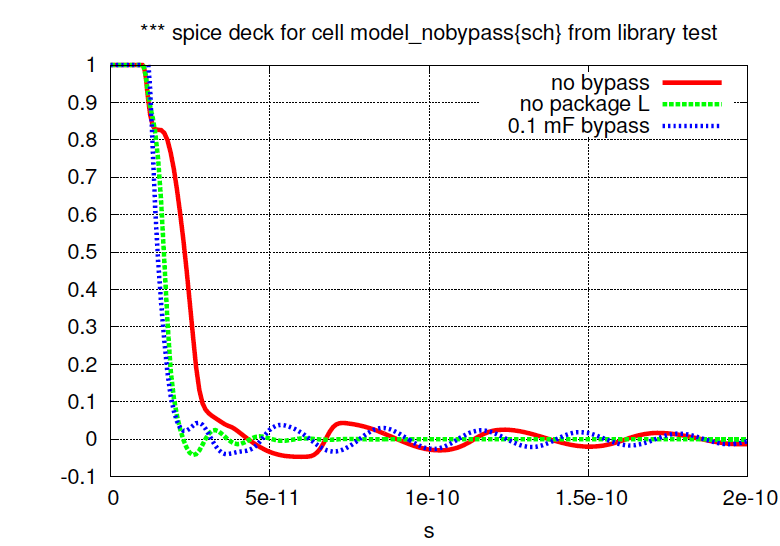 *** spice deck for cell model_nobypass{sch} from library test
1
0.9
0.8
0.7
0.6
0.5
0.4
0.3
0.2
0.1
0
-0.1
no bypass
no package L
0.1 mF bypass
0 5e-11 1e-10 1.5e-10 2e-10
s